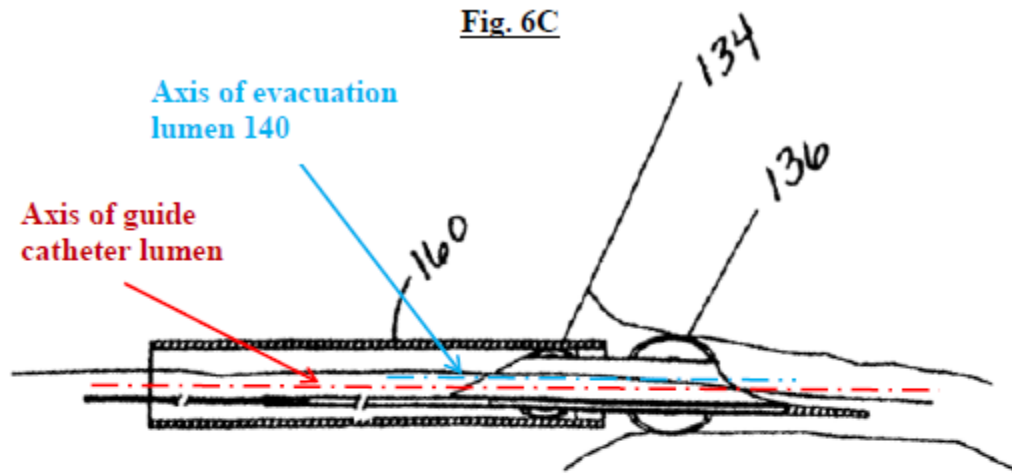 Fig. 6C
134
Axis of evacuation
lumen 140
136
Axis of guide
catheter lumen
160